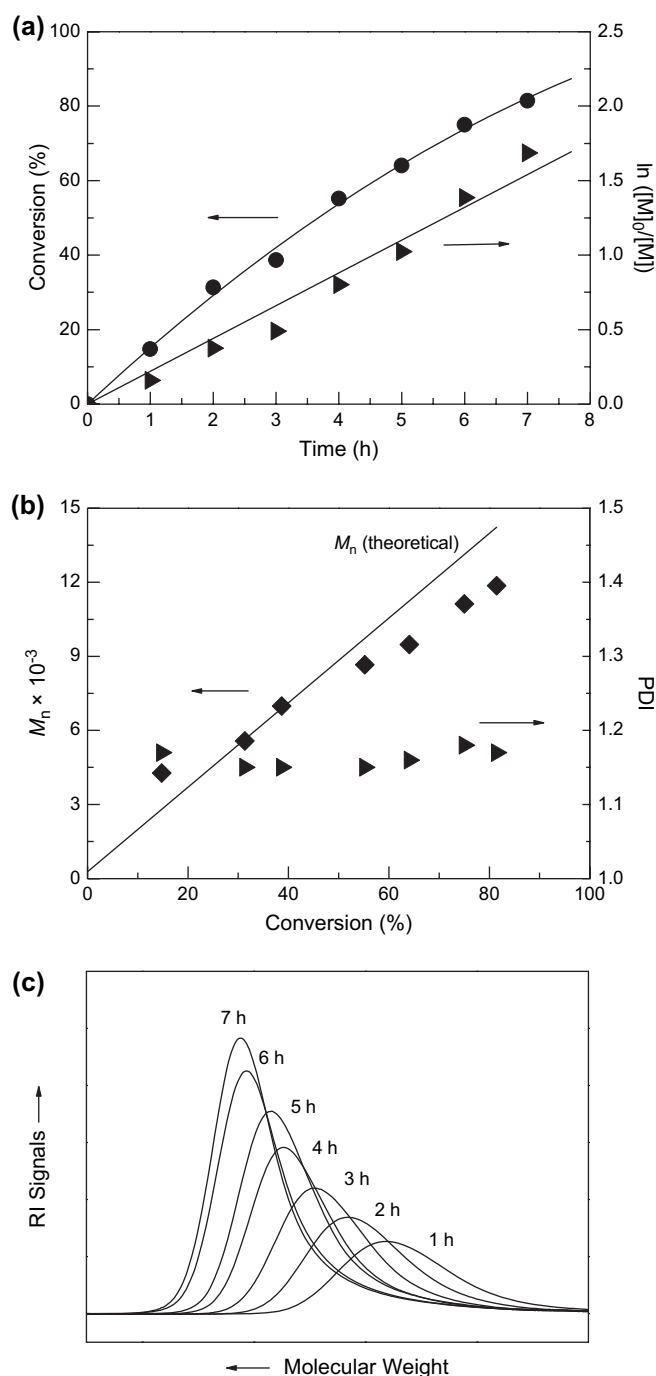 (a)
100
80
60
40
20
0
Conversion (%)
2.5
2.0
1.5
1.0
0.5
0.0
ln ([M]₀/[M])
0 1 2 3 4 5 6 7 8
Time (h)
(b)
15
12
9
6
3
0
Mn × 10⁻³
Mn (theoretical)
1.5
1.4
1.3
1.2
1.1
1.0
PDI
0 20 40 60 80 100
Conversion (%)
(c)
RI Signals
7 h
6 h
5 h
4 h
3 h
2 h
1 h
Molecular Weight